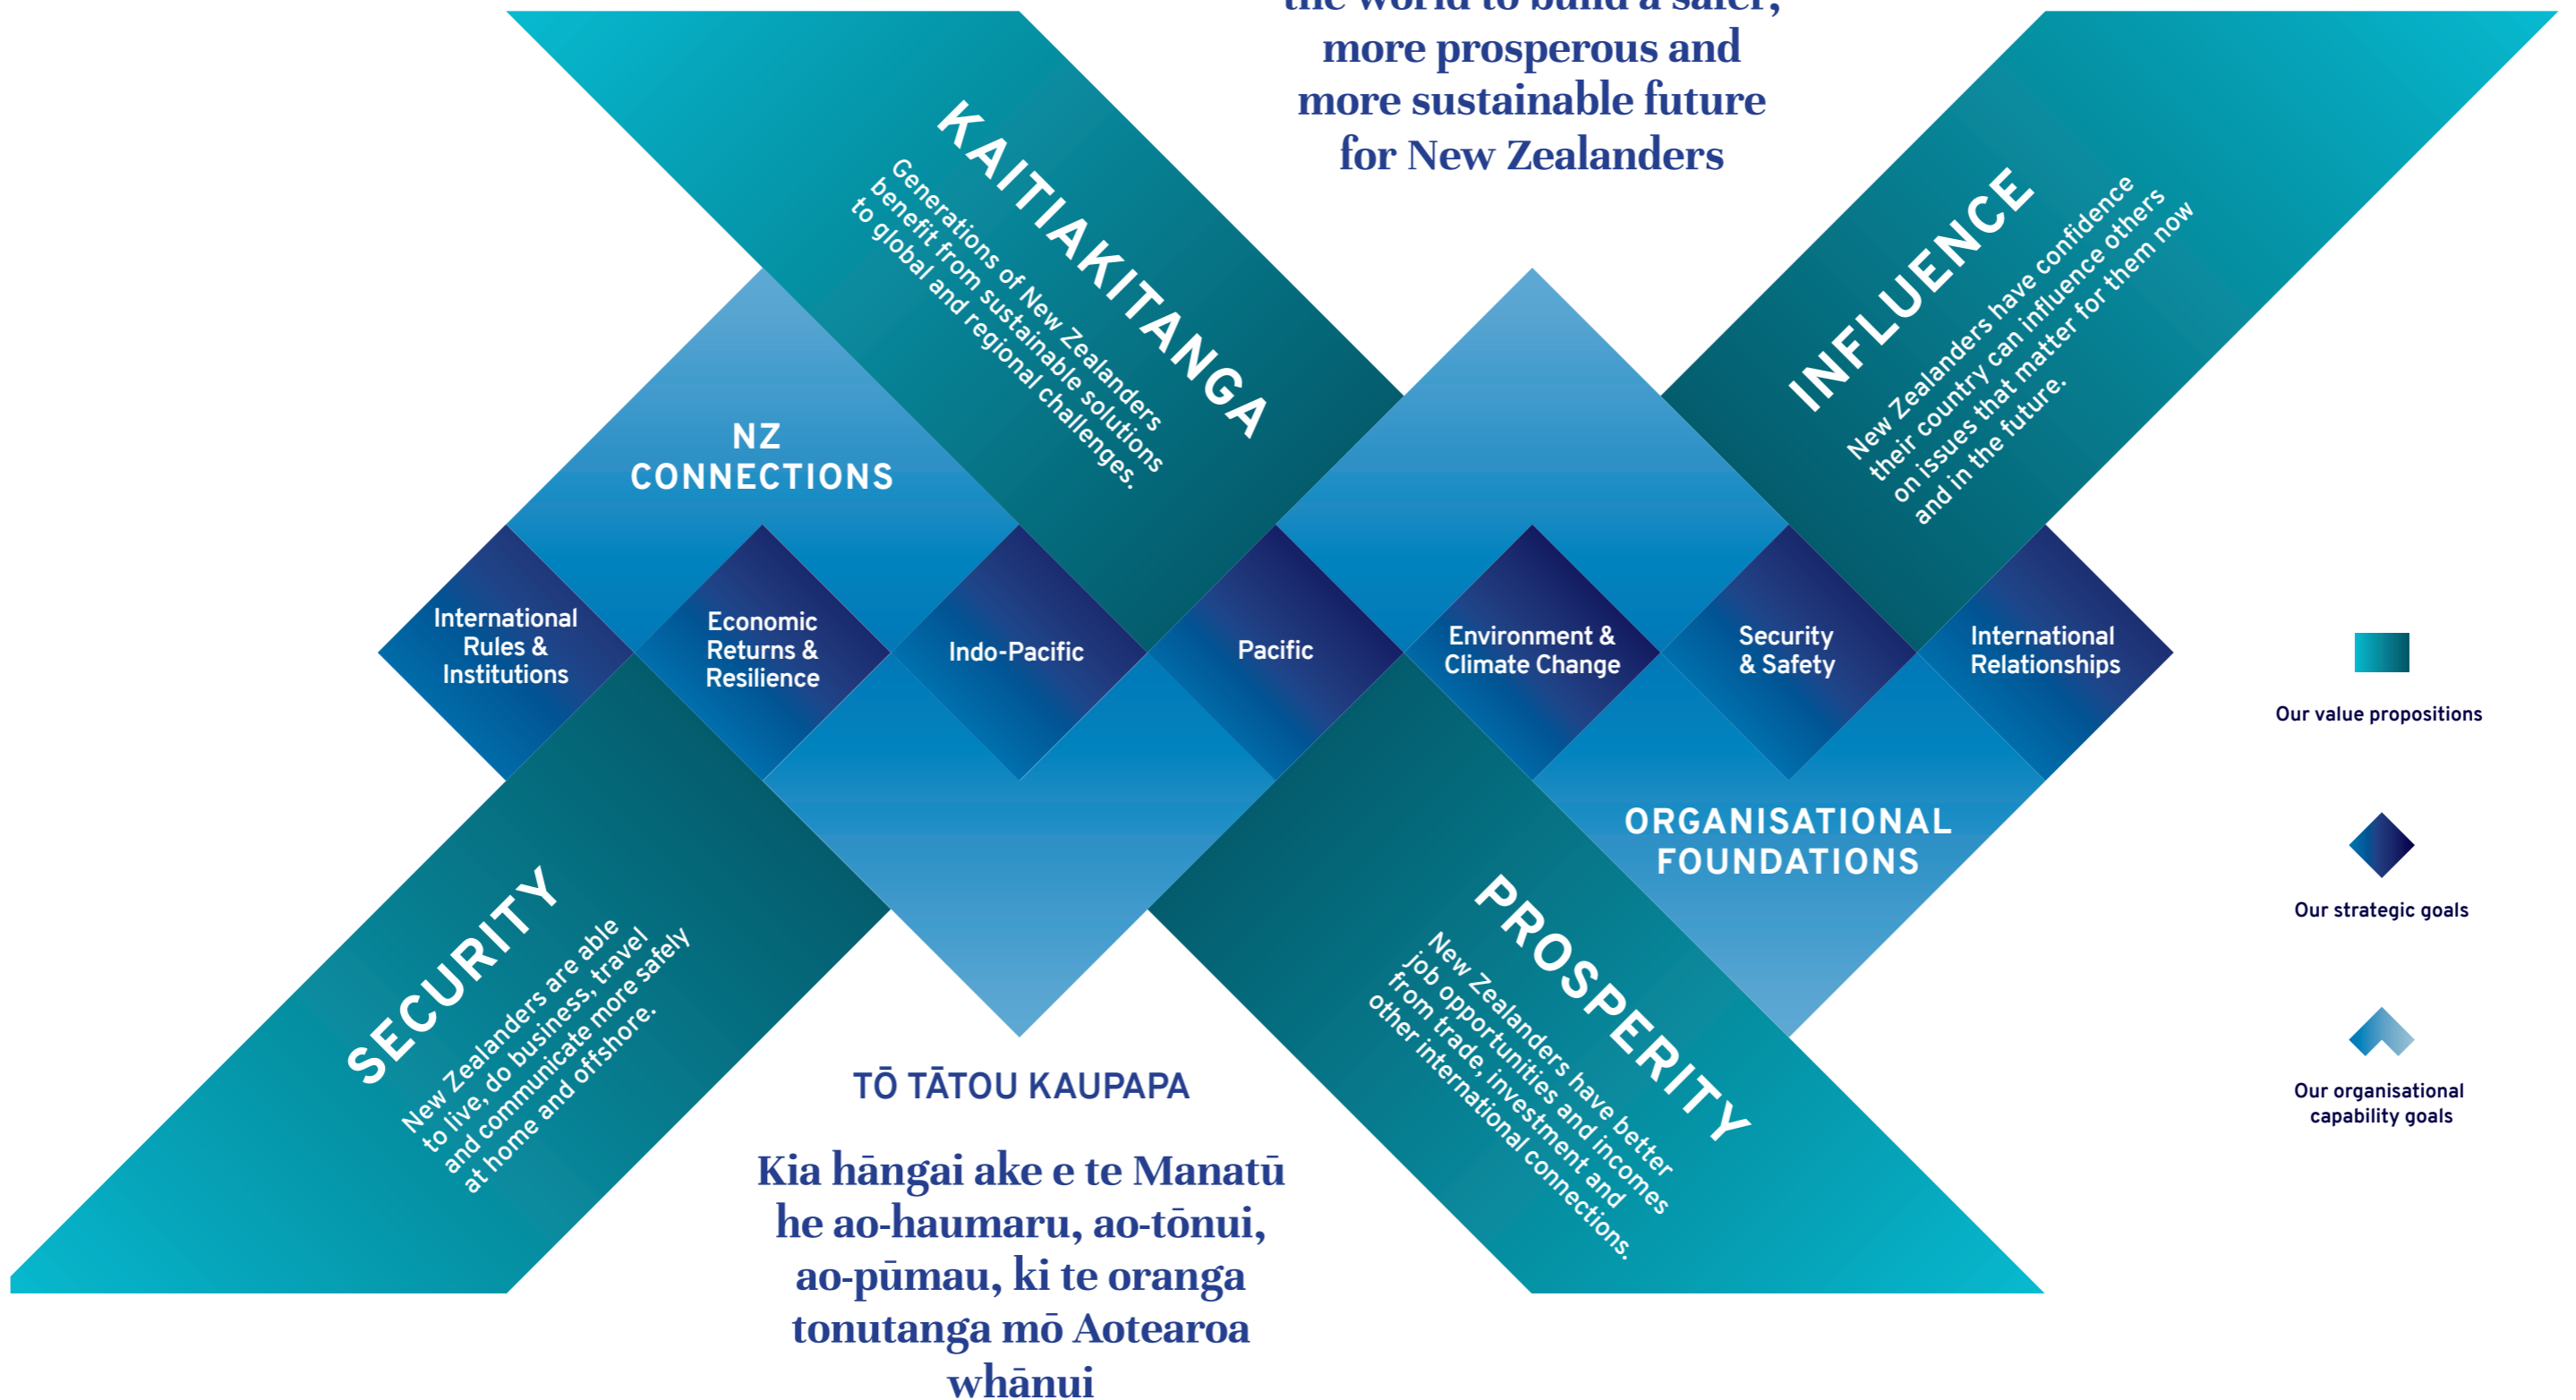 the world to build a safer,
more prosperous and
more sustainable future
for New Zealanders
KAITIAKITANGA
Generations of New Zealanders
benefit from sustainable solutions
to global and regional challenges.
INFLUENCE
New Zealanders have confidence
their country can influence others
on issues that matter for them now
and in the future.
NZ
CONNECTIONS
International
Rules &
Institutions
Economic
Returns &
Resilience
Indo-Pacific
Pacific
Environment &
Climate Change
Security
& Safety
International
Relationships
ORGANISATIONAL
FOUNDATIONS
SECURITY
New Zealanders are able
to live, do business, travel
and communicate more safely
at home and offshore.
PROSPERITY
New Zealanders have better
job opportunities and incomes
from trade, investment and
other international connections.
TŌ TĀTOU KAUPAPA
Kia hāngai ake e te Manatū
he ao-haumaru, ao-tōnui,
ao-pūmau, ki te oranga
tonutanga mō Aotearoa
whānui
Our value propositions
Our strategic goals
Our organisational
capability goals